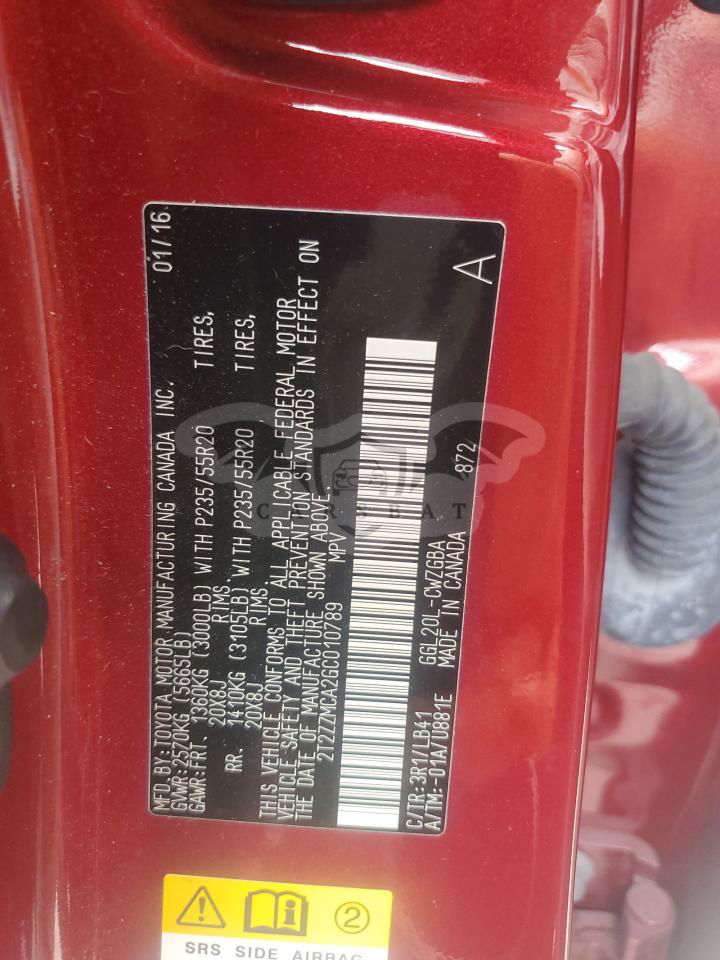 MFD BY:TOYOTA MOTOR MANUFACTURING CANADA INC. 01/16
GVWR:2570KG (5665LB)
GAWR:FRT. 1360KG (3000LB) WITH P235/55R20 TIRES,
20X8J RIMS
RR. 1410KG (3105LB) WITH P235/55R20 TIRES,
20X8J RIMS
THIS VEHICLE CONFORMS TO ALL APPLICABLE FEDERAL MOTOR
VEHICLE SAFETY AND THEFT PREVENTION STANDARDS IN EFFECT ON
THE DATE OF MANUFACTURE SHOWN ABOVE
2T2ZZMCA2GC010789 MPV
A
C/TR:3R1/LB41 GGL20L-CWZGBA
A/TM:-01A/U881E MADE IN CANADA 872
CARSBAT
2
SRS SIDE AIRBAG